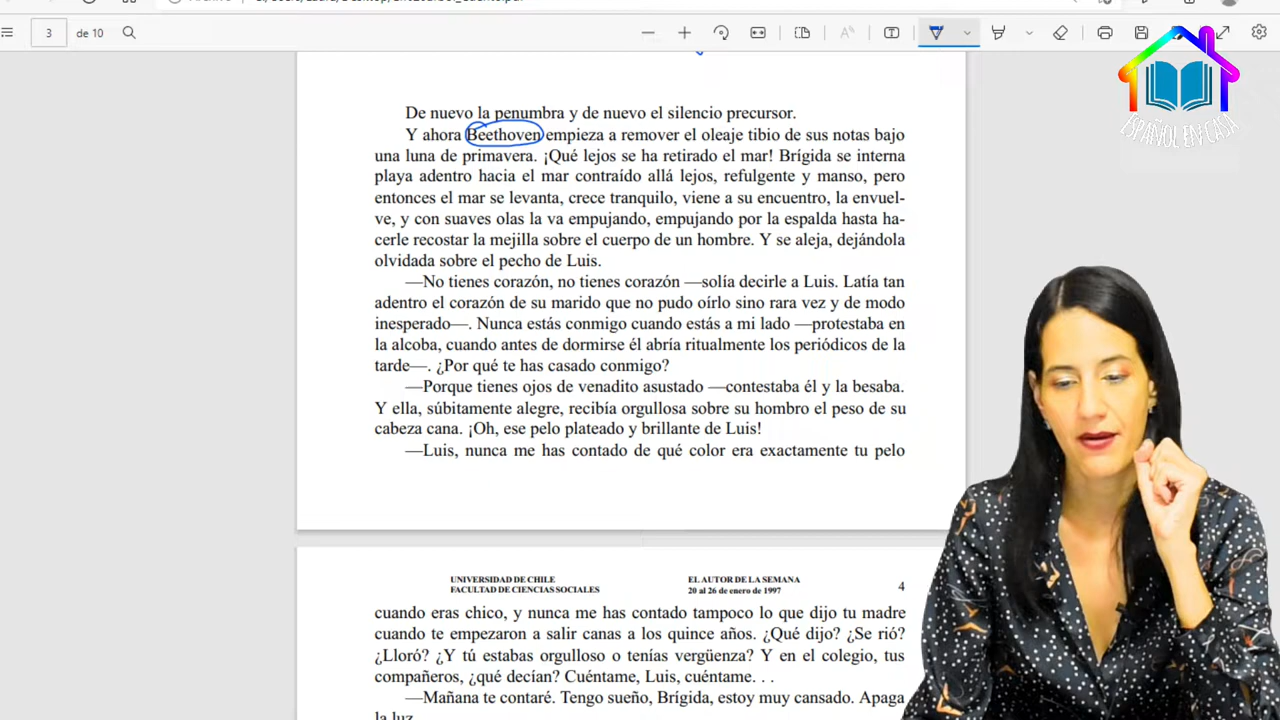 3
de 10
De nuevo la penumbra y de nuevo el silencio precursor.
Y ahora Beethoven empieza a remover el oleaje tibio de sus notas bajo
una luna de primavera. ¡Qué lejos se ha retirado el mar! Brígida se interna
playa adentro hacia el mar contraído allá lejos, refulgente y manso, pero
entonces el mar se levanta, crece tranquilo, viene a su encuentro, la envuel-
ve, y con suaves olas la va empujando, empujando por la espalda hasta ha-
cerle recostar la mejilla sobre el cuerpo de un hombre. Y se aleja, dejándola
olvidada sobre el pecho de Luis.
—No tienes corazón, no tienes corazón —solía decirle a Luis. Latía tan
adentro el corazón de su marido que no pudo oírlo sino rara vez y de modo
inesperado—. Nunca estás conmigo cuando estás a mi lado —protestaba en
la alcoba, cuando antes de dormirse él abría ritualmente los periódicos de la
tarde—. ¿Por qué te has casado conmigo?
—Porque tienes ojos de venadito asustado —contestaba él y la besaba.
Y ella, súbitamente alegre, recibía orgullosa sobre su hombro el peso de su
cabeza cana. ¡Oh, ese pelo plateado y brillante de Luis!
—Luis, nunca me has contado de qué color era exactamente tu pelo
UNIVERSIDAD DE CHILE
FACULTAD DE CIENCIAS SOCIALES
EL AUTOR DE LA SEMANA
20 al 26 de enero de 1997
4
cuando eras chico, y nunca me has contado tampoco lo que dijo tu madre
cuando te empezaron a salir canas a los quince años. ¿Qué dijo? ¿Se rió?
¿Lloró? ¿Y tú estabas orgulloso o tenías vergüenza? Y en el colegio, tus
compañeros, ¿qué decían? Cuéntame, Luis, cuéntame. . .
—Mañana te contaré. Tengo sueño, Brígida, estoy muy cansado. Apaga
la luz.
ESPAÑOL EN CASA